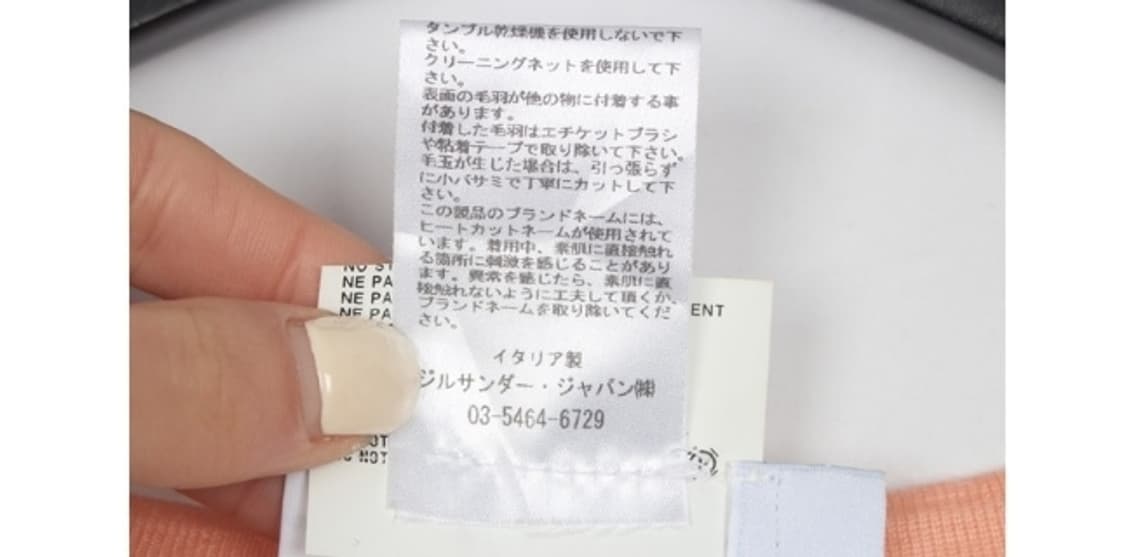 タンブル乾燥機を使用しないで下
さい。
クリーニングネットを使用して下
さい。
表面の毛羽が他の物に付着する事
があります。
付着した毛羽はエチケットブラシ
や粘着テープで取り除いて下さい。
毛玉が生じた場合は、引っ張らず
に小バサミで丁寧にカットして下
さい。
この製品のブランドネームには、
ヒートカットネームが使用されて
います。着用中、素肌に直接触れ
る箇所に刺激を感じることがあり
ます。異常を感じたら、素肌に直
接触れないように工夫して頂くか、
ブランドネームを取り除いてくだ
さい。
イタリア製
ジルサンダー・ジャパン㈱
03-5464-6729
NE PA
NE PA
NE PA
ENT
NOT